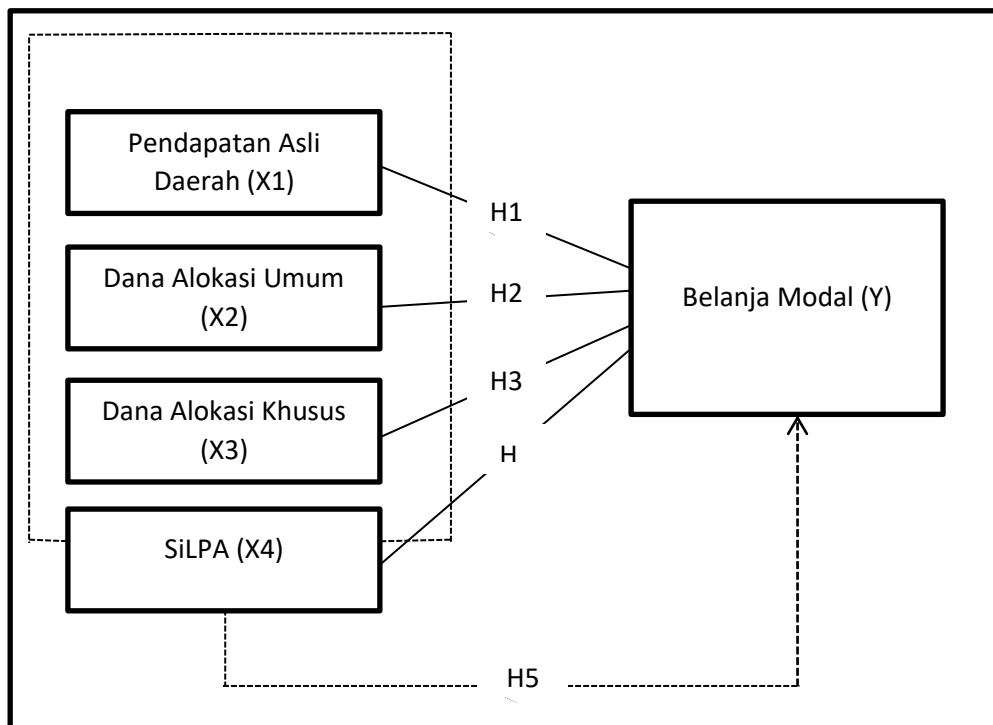 Pendapatan Asli
Daerah (X1)
H1
Dana Alokasi Umum
(X2)
H2
Belanja Modal (Y)
Dana Alokasi Khusus
(X3)
H3
H
SiLPA (X4)
H5